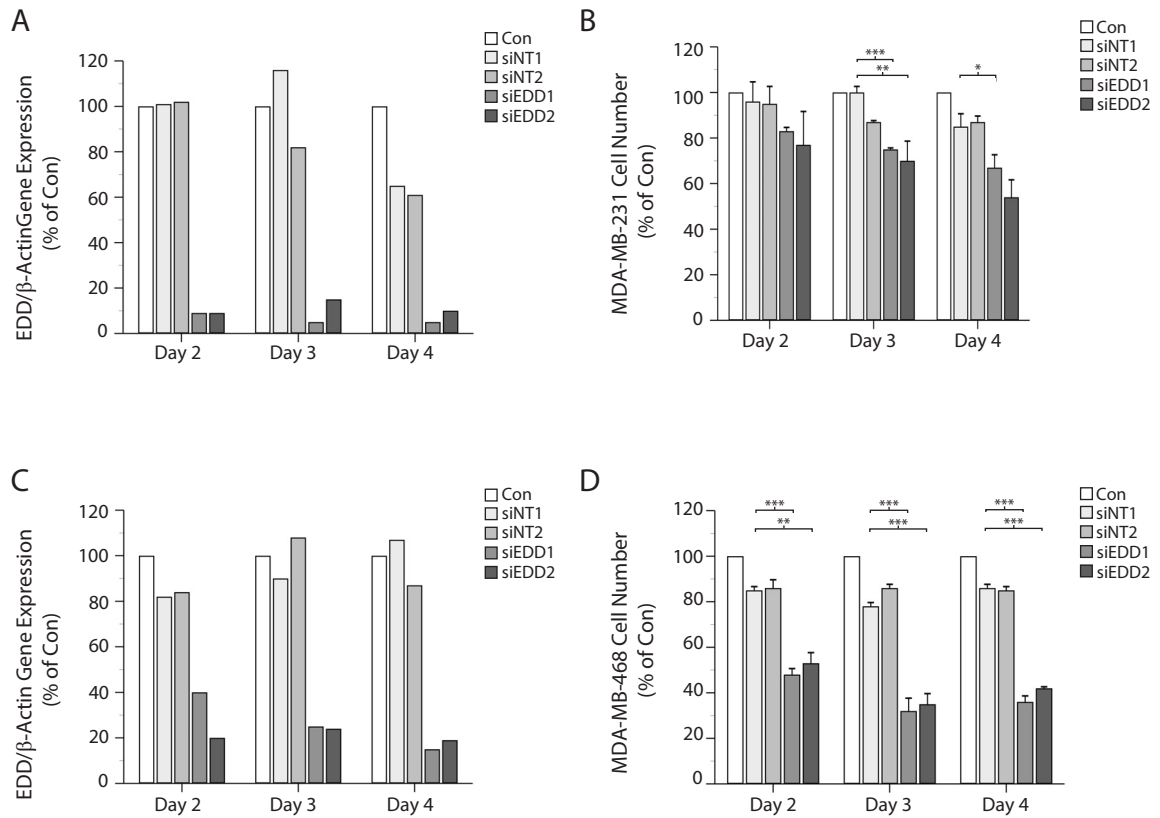 A
Con
siNT1
siNT2
siEDD1
siEDD2
EDD/β-ActinGene Expression
(% of Con)
120
100
80
60
40
20
0
Day 2
Day 3
Day 4
B
Con
siNT1
siNT2
siEDD1
siEDD2
MDA-MB-231 Cell Number
(% of Con)
120
100
80
60
40
20
0
***
**
*
Day 2
Day 3
Day 4
C
Con
siNT1
siNT2
siEDD1
siEDD2
EDD/β-Actin Gene Expression
(% of Con)
120
100
80
60
40
20
0
Day 2
Day 3
Day 4
D
Con
siNT1
siNT2
siEDD1
siEDD2
MDA-MB-468 Cell Number
(% of Con)
120
100
80
60
40
20
0
***
**
***
***
***
***
Day 2
Day 3
Day 4